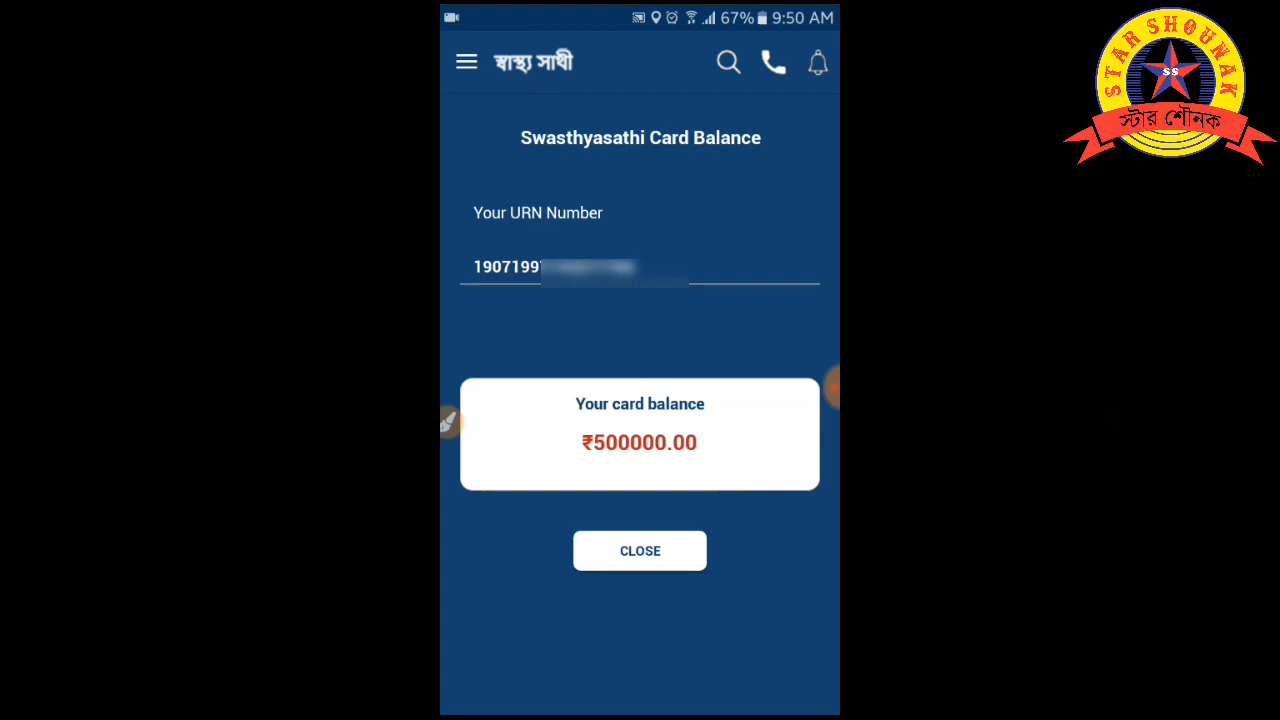 67% 9:50 AM
স্বাস্থ্য সাথী
Swasthyasathi Card Balance
Your URN Number
1907199
Your card balance
₹500000.00
CLOSE
STAR SHOUNAK
SS
স্টার শৌনক